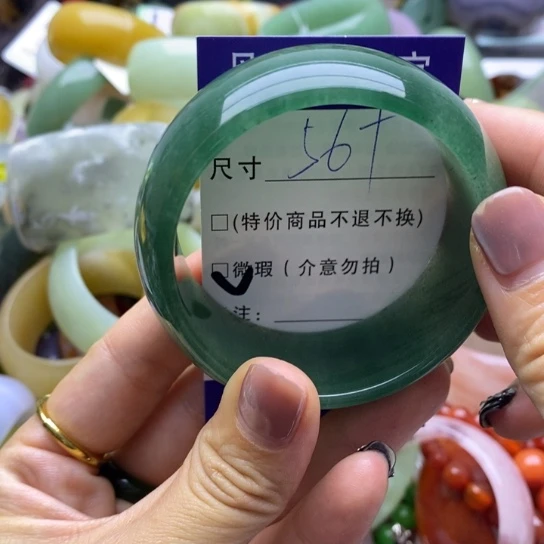 尺寸 56+
□(特价商品不退不换)
□微瑕(介意勿拍)
注: